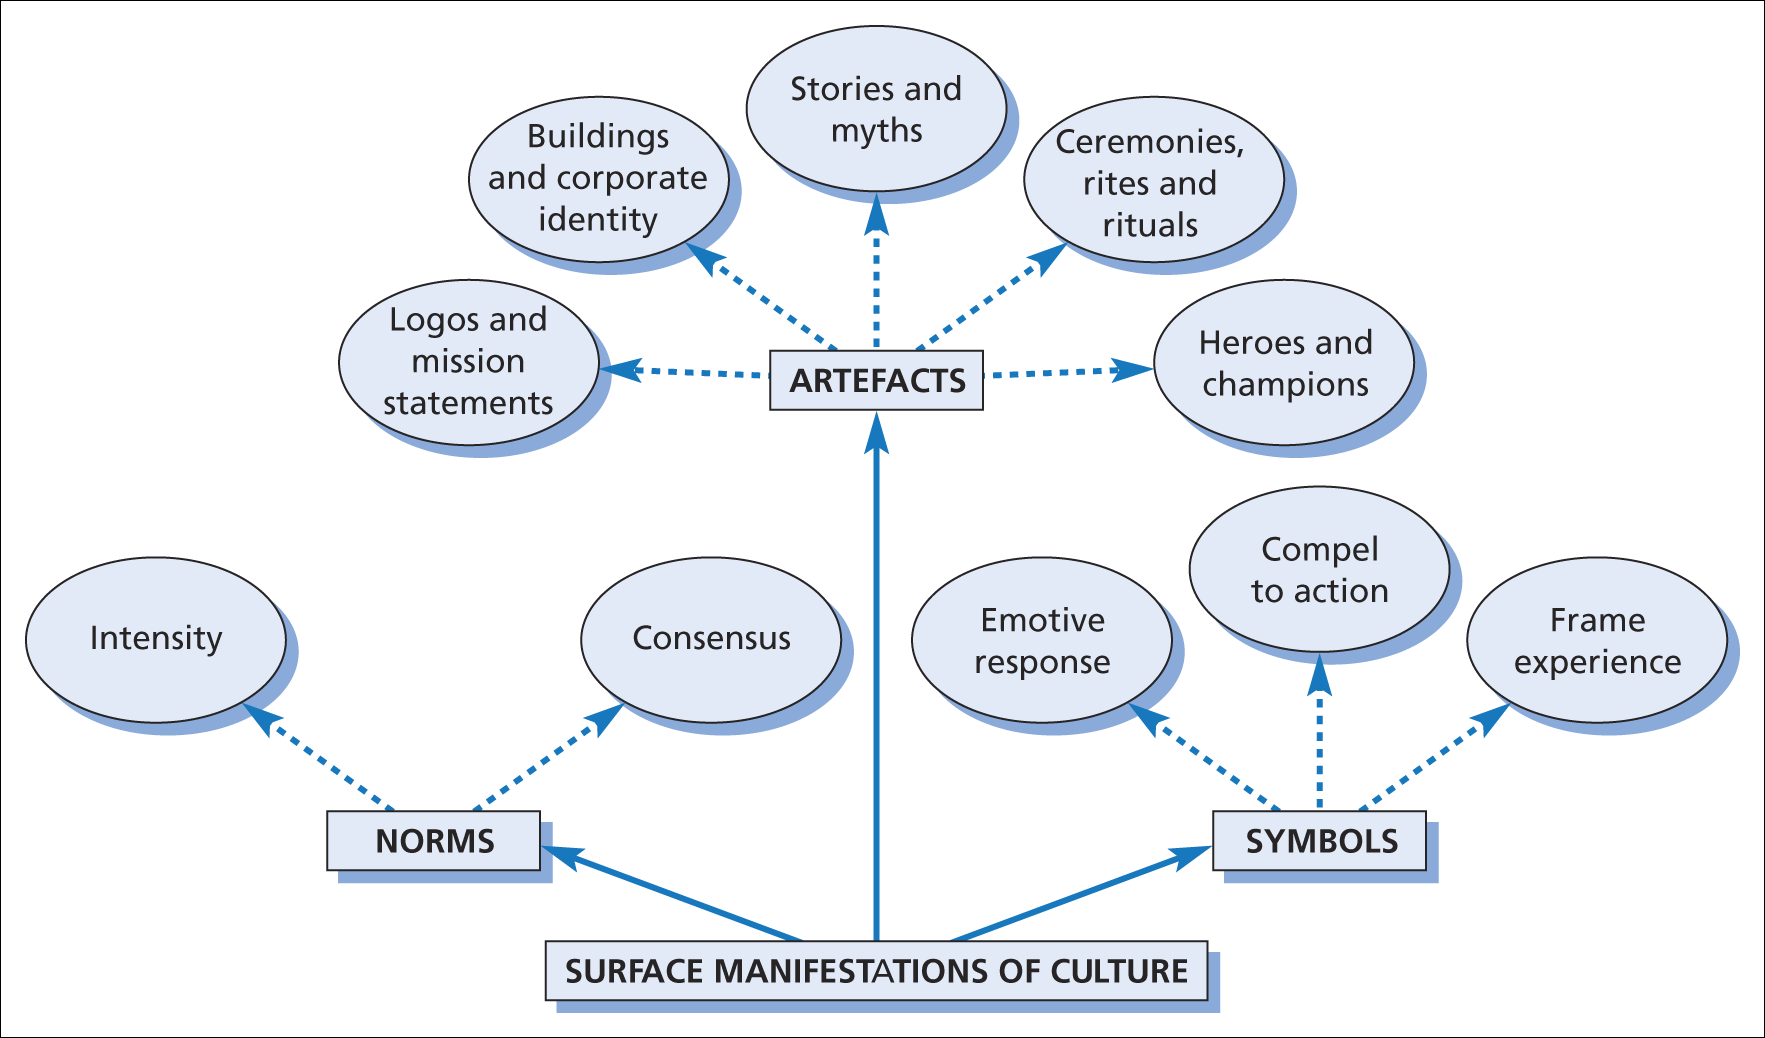 Stories and
myths
Buildings
and corporate
identity
Ceremonies,
rites and
rituals
Logos and
mission
statements
Heroes and
champions
ARTEFACTS
Intensity
Consensus
Emotive
response
Compel
to action
Frame
experience
NORMS
SYMBOLS
SURFACE MANIFESTATIONS OF CULTURE